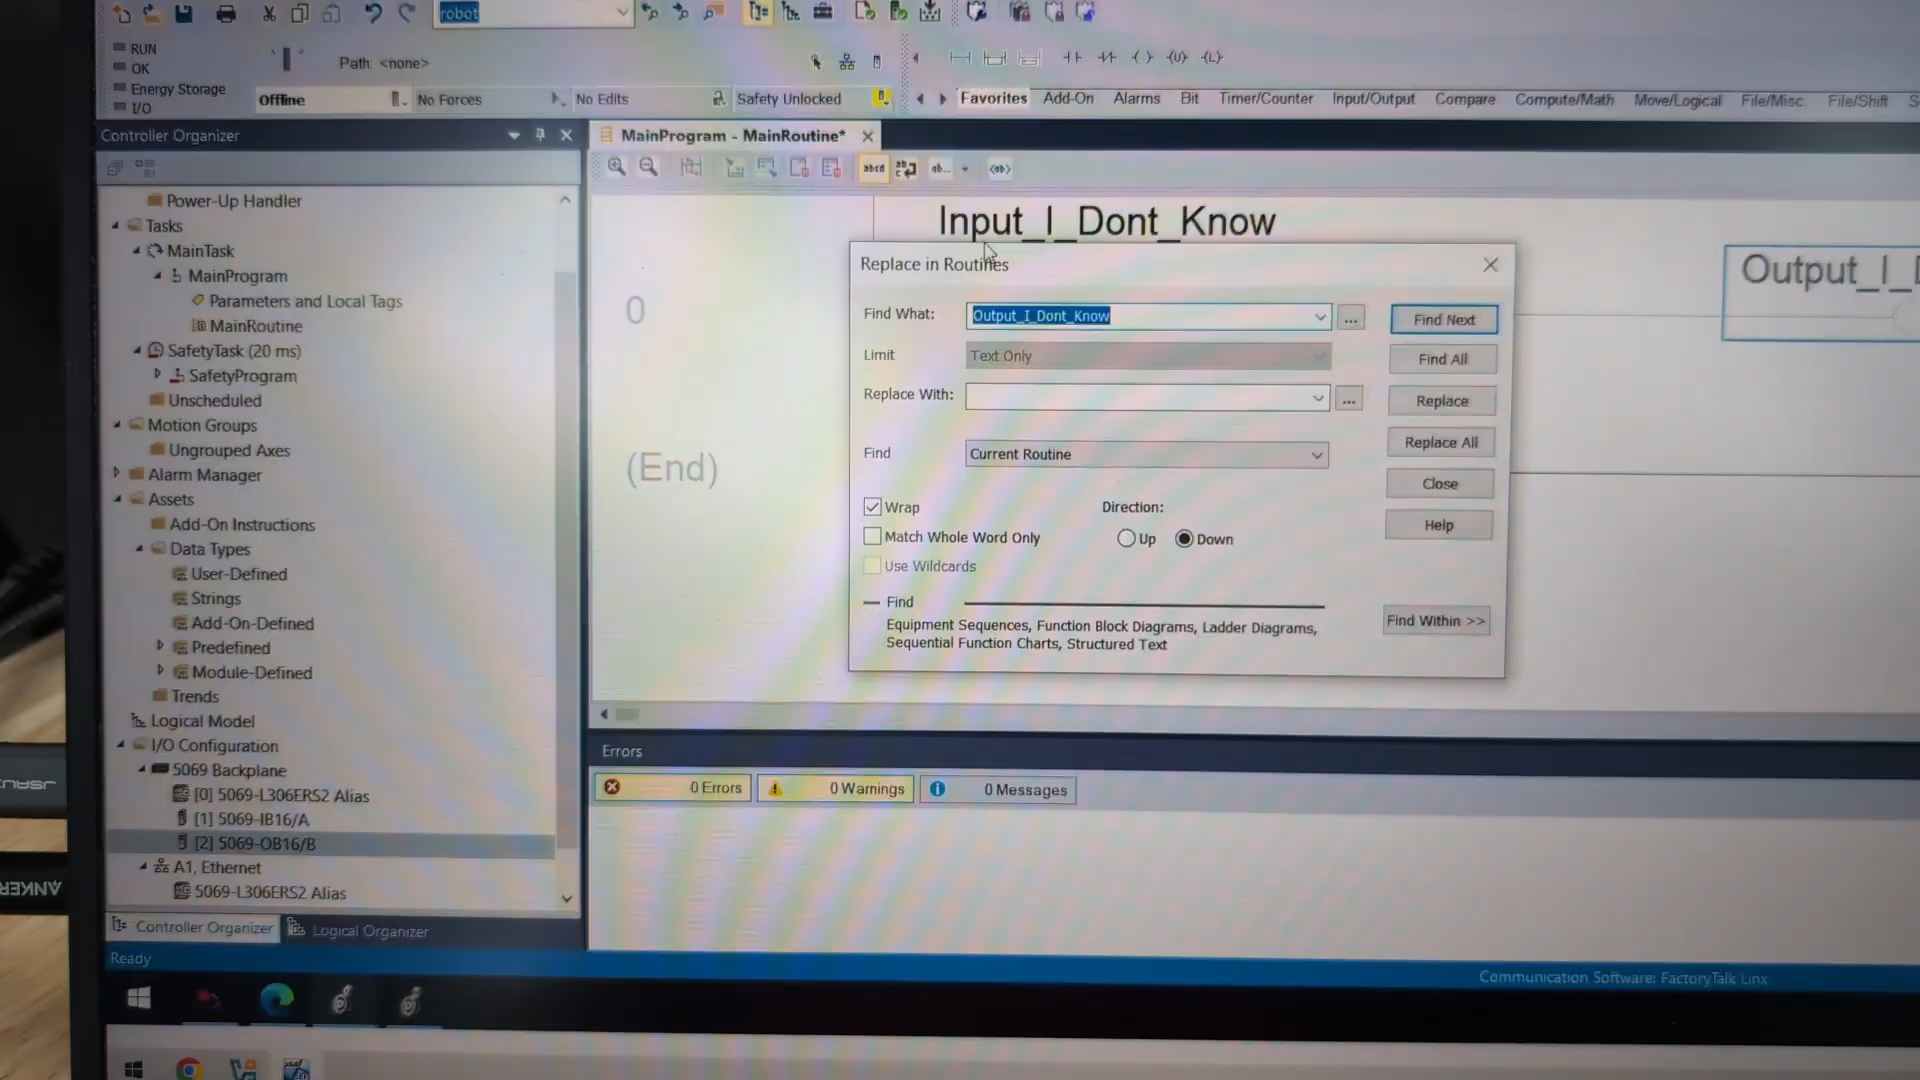 robot
RUN
OK
Energy Storage
I/O
Path: <none>
Offline
No Forces
No Edits
Safety Unlocked
Favorites
Add-On
Alarms
Bit
Timer/Counter
Input/Output
Compare
Compute/Math
Move/Logical
File/Misc
File/Shift
Controller Organizer
MainProgram - MainRoutine*
Power-Up Handler
Tasks
MainTask
MainProgram
Parameters and Local Tags
MainRoutine
SafetyTask (20 ms)
SafetyProgram
Unscheduled
Motion Groups
Ungrouped Axes
Alarm Manager
Assets
Add-On Instructions
Data Types
User-Defined
Strings
Add-On-Defined
Predefined
Module-Defined
Trends
Logical Model
I/O Configuration
5069 Backplane
[0] 5069-L306ERS2 Alias
[1] 5069-IB16/A
[2] 5069-OB16/B
A1, Ethernet
5069-L306ERS2 Alias
Controller Organizer
Logical Organizer
Ready
Input_I_Dont_Know
Output_I_
0
(End)
Replace in Routines
Find What:
Output_I_Dont_Know
...
Find Next
Limit
Text Only
Find All
Replace With:
...
Replace
Replace All
Find
Current Routine
Close
Help
Wrap
Direction:
Match Whole Word Only
Up
Down
Use Wildcards
Find
Equipment Sequences, Function Block Diagrams, Ladder Diagrams,
Sequential Function Charts, Structured Text
Find Within >>
Errors
0 Errors
0 Warnings
0 Messages
Communication Software: FactoryTalk Linx
ANKER